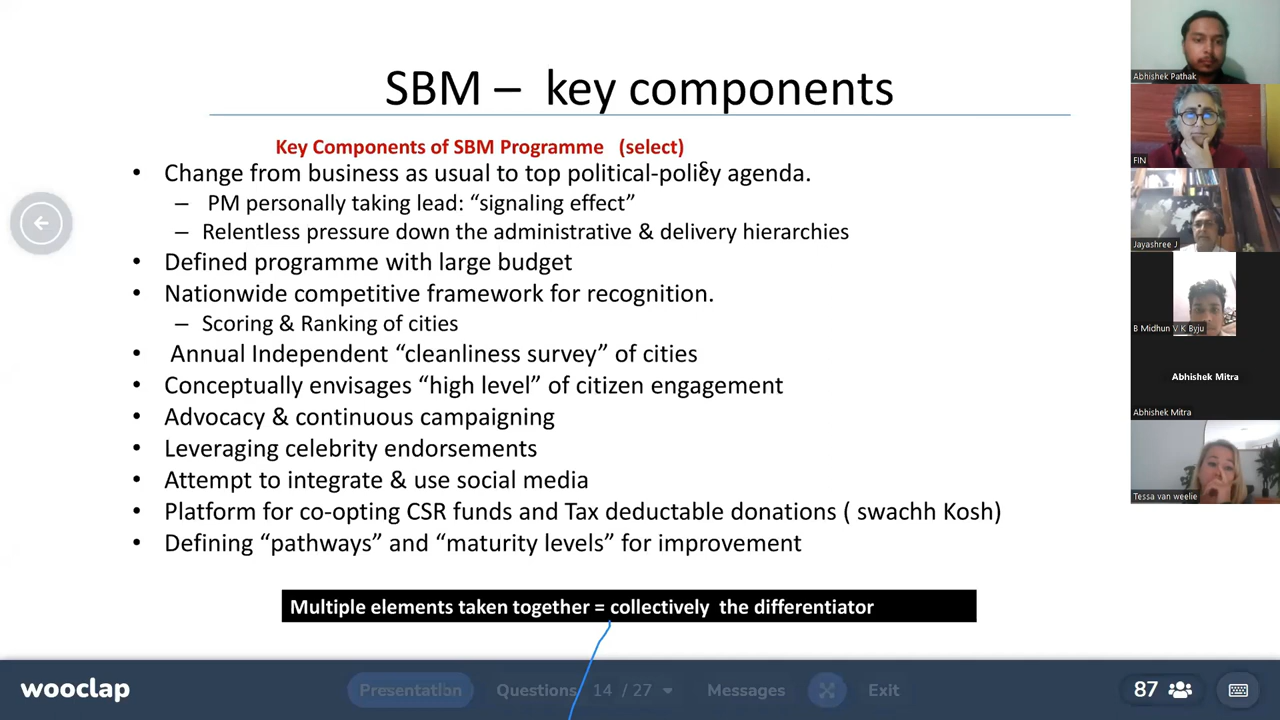 SBM – key components
Key Components of SBM Programme (select)
• Change from business as usual to top political-policy agenda.
– PM personally taking lead: “signaling effect”
– Relentless pressure down the administrative & delivery hierarchies
• Defined programme with large budget
• Nationwide competitive framework for recognition.
– Scoring & Ranking of cities
• Annual Independent “cleanliness survey” of cities
• Conceptually envisages “high level” of citizen engagement
• Advocacy & continuous campaigning
• Leveraging celebrity endorsements
• Attempt to integrate & use social media
• Platform for co-opting CSR funds and Tax deductable donations ( swachh Kosh)
• Defining “pathways” and “maturity levels” for improvement
Multiple elements taken together = collectively the differentiator
wooclap
Presentation Questions 14 / 27 Messages Exit
87
Abhishek Pathak
FIN
Jayashree J
B Midhun V K Byju
Abhishek Mitra
Abhishek Mitra
Tessa van weelie